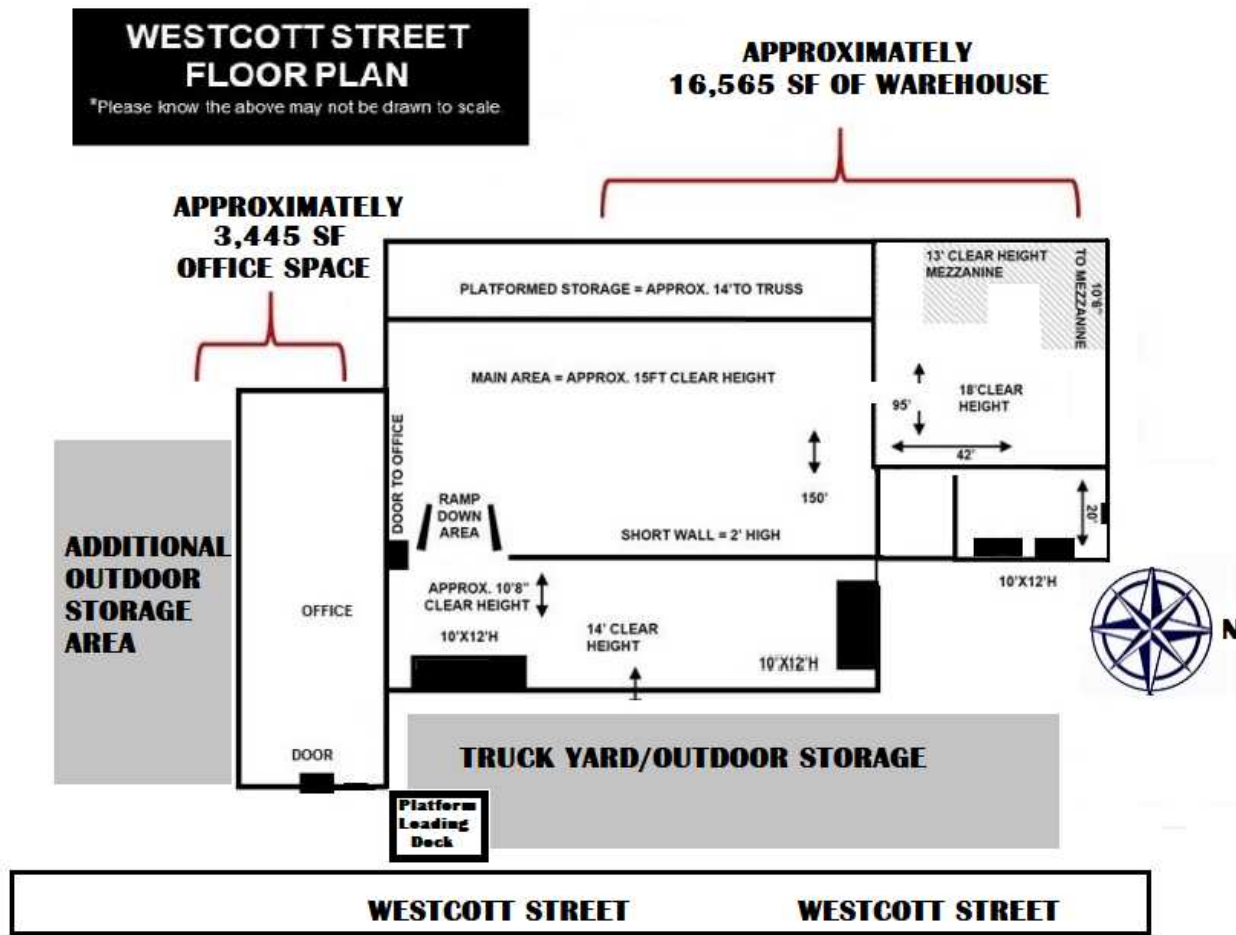 WESTCOTT STREET
FLOOR PLAN
*Please know the above may not be drawn to scale.
APPROXIMATELY
16,565 SF OF WAREHOUSE
APPROXIMATELY
3,445 SF
OFFICE SPACE
PLATFORMED STORAGE = APPROX. 14'TO TRUSS
13' CLEAR HEIGHT
MEZZANINE
10'6"
TO MEZZANINE
MAIN AREA = APPROX. 15FT CLEAR HEIGHT
18'CLEAR
HEIGHT
95'
42'
DOOR TO OFFICE
150'
RAMP
DOWN
AREA
SHORT WALL = 2' HIGH
20'
ADDITIONAL
OUTDOOR
STORAGE
AREA
OFFICE
APPROX. 10'8"
CLEAR HEIGHT
10'X12'H
14' CLEAR
HEIGHT
10'X12'H
10'X12'H
N
DOOR
TRUCK YARD/OUTDOOR STORAGE
Platform
Loading
Dock
WESTCOTT STREET
WESTCOTT STREET